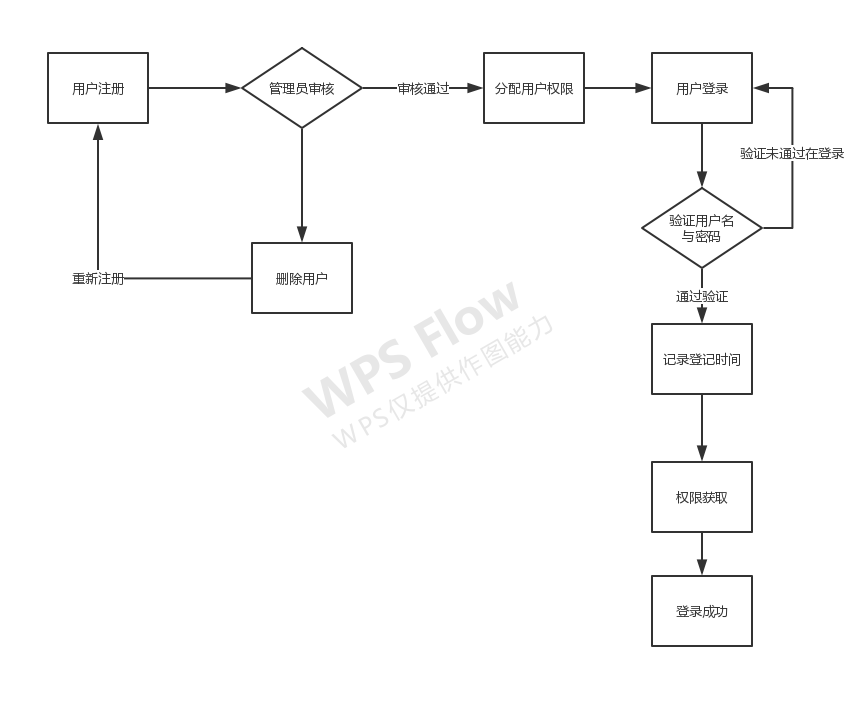 用户注册
管理员审核
审核通过
分配用户权限
用户登录
验证未通过在登录
验证用户名
与密码
重新注册
删除用户
通过验证
记录登记时间
权限获取
登录成功
WPS Flow
WPS仅提供作图能力